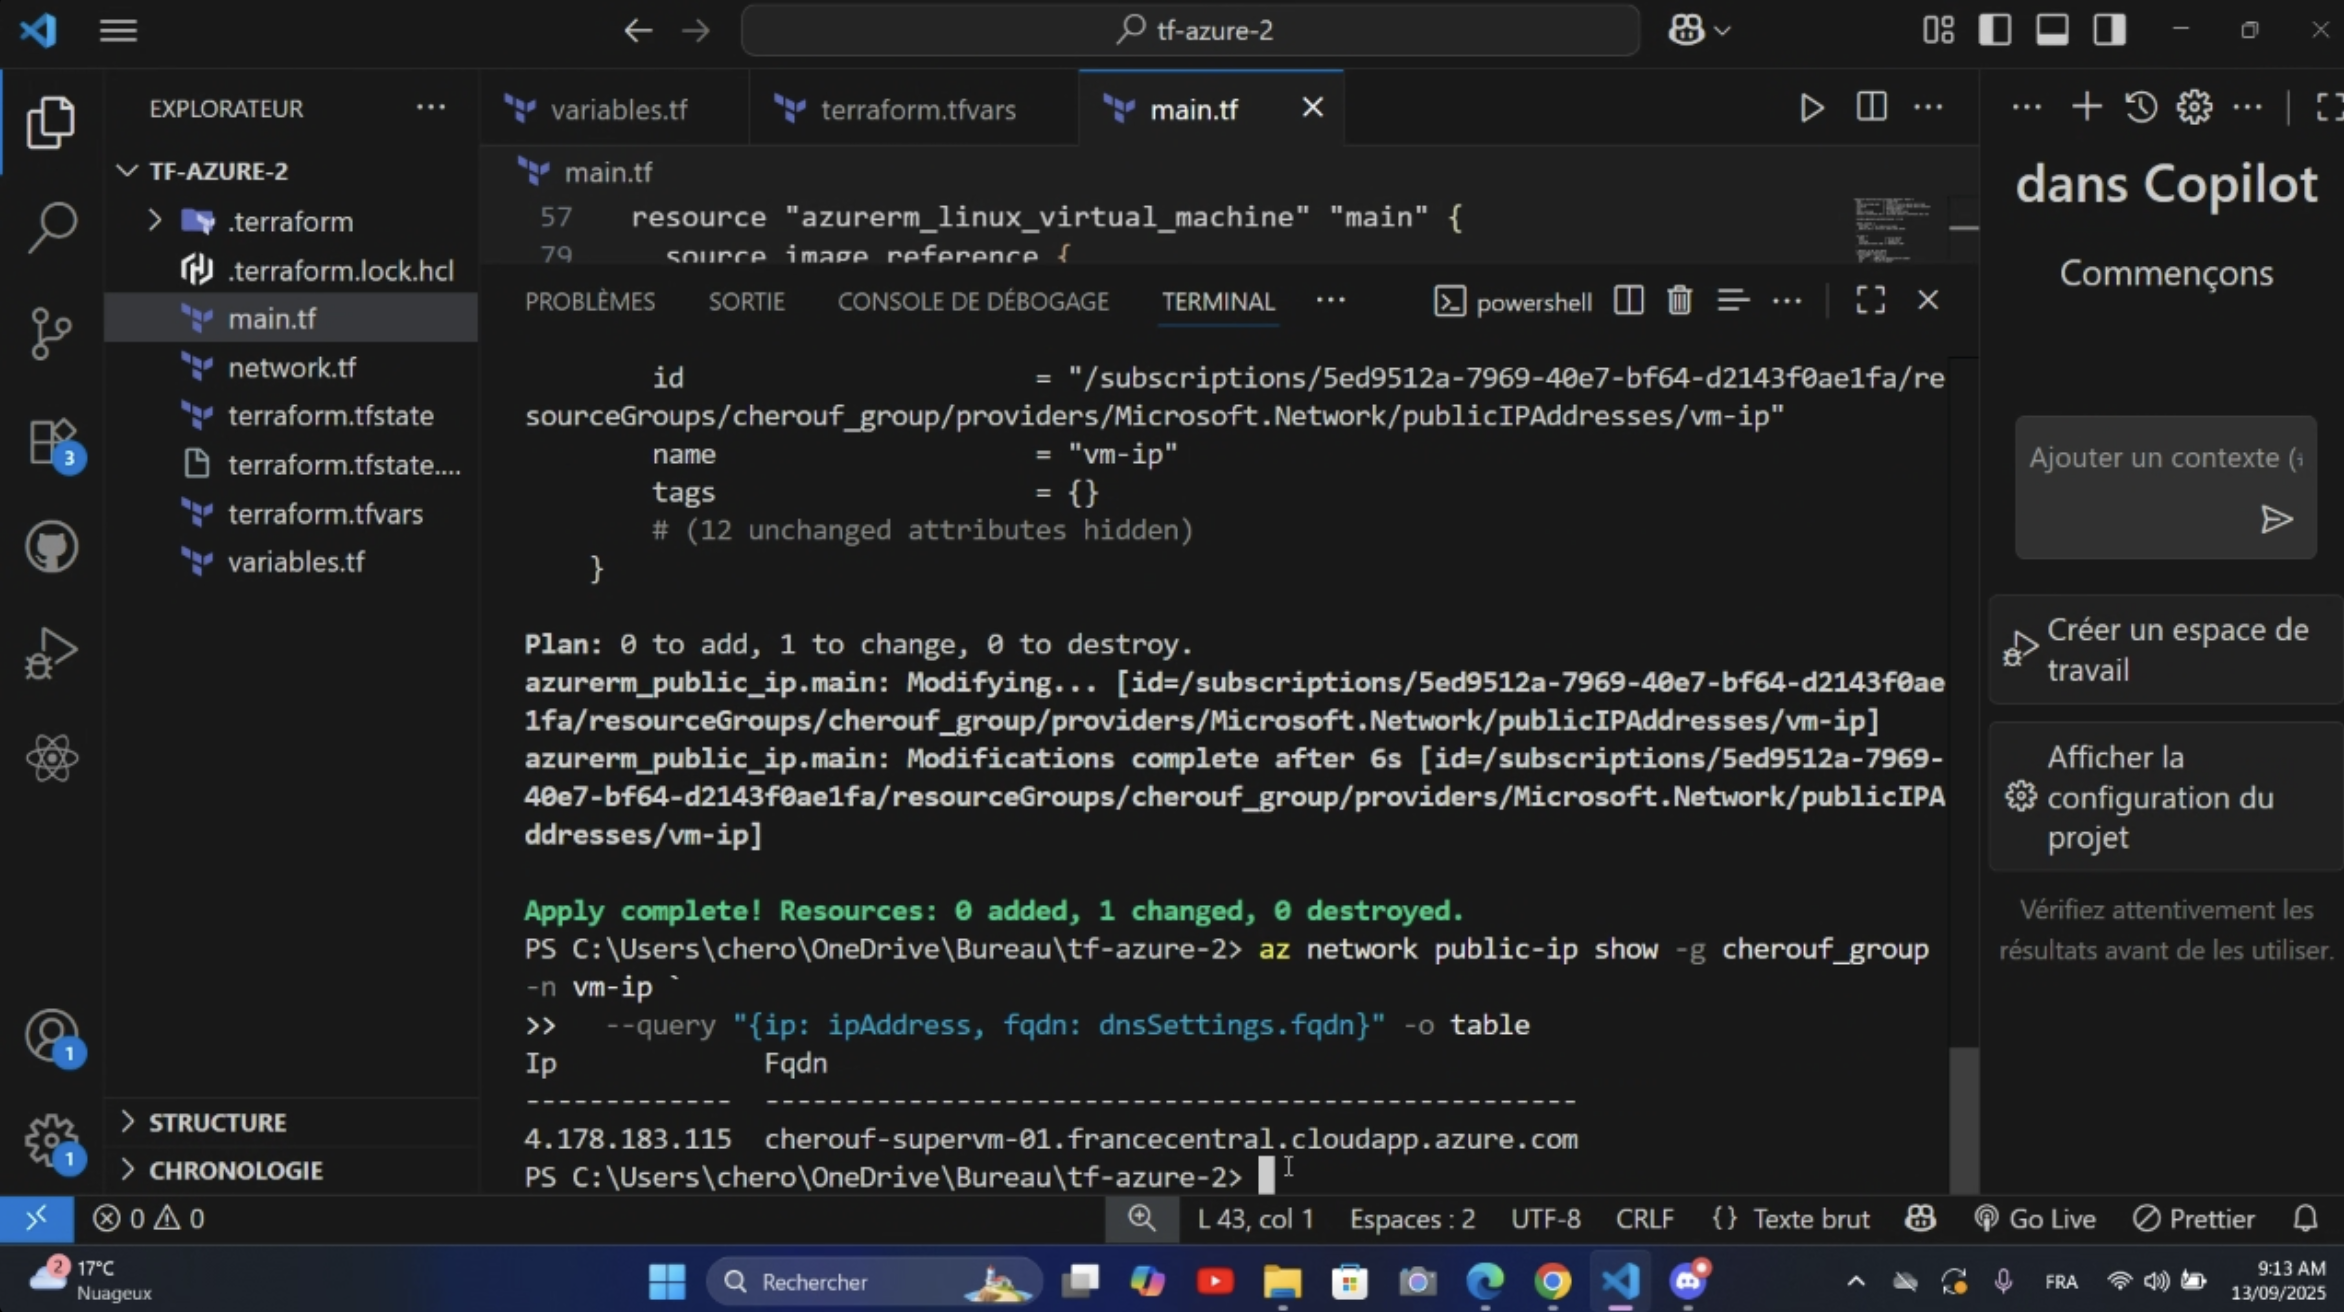 tf-azure-2
EXPLORATEUR
variables.tf
terraform.tfvars
main.tf
TF-AZURE-2
.terraform
.terraform.lock.hcl
main.tf
network.tf
terraform.tfstate
terraform.tfstate....
terraform.tfvars
variables.tf
STRUCTURE
CHRONOLOGIE
3
1
1
main.tf
57 resource "azurerm_linux_virtual_machine" "main" {
79 source_image_reference {
PROBLÈMES SORTIE CONSOLE DE DÉBOGAGE TERMINAL ... powershell
id = "/subscriptions/5ed9512a-7969-40e7-bf64-d2143f0ae1fa/re
sourceGroups/cherouf_group/providers/Microsoft.Network/publicIPAddresses/vm-ip"
name = "vm-ip"
tags = {}
# (12 unchanged attributes hidden)
}
Plan: 0 to add, 1 to change, 0 to destroy.
azurerm_public_ip.main: Modifying... [id=/subscriptions/5ed9512a-7969-40e7-bf64-d2143f0ae
1fa/resourceGroups/cherouf_group/providers/Microsoft.Network/publicIPAddresses/vm-ip]
azurerm_public_ip.main: Modifications complete after 6s [id=/subscriptions/5ed9512a-7969-
40e7-bf64-d2143f0ae1fa/resourceGroups/cherouf_group/providers/Microsoft.Network/publicIPA
ddresses/vm-ip]
Apply complete! Resources: 0 added, 1 changed, 0 destroyed.
PS C:\Users\chero\OneDrive\Bureau\tf-azure-2> az network public-ip show -g cherouf_group
-n vm-ip `
>> --query "{ip: ipAddress, fqdn: dnsSettings.fqdn}" -o table
Ip Fqdn
------------- ---------------------------------------------------
4.178.183.115 cherouf-supervm-01.francecentral.cloudapp.azure.com
PS C:\Users\chero\OneDrive\Bureau\tf-azure-2>
dans Copilot
Commençons
Ajouter un contexte (
Créer un espace de
travail
Afficher la
configuration du
projet
Vérifiez attentivement les
résultats avant de les utiliser.
0 0 L 43, col 1 Espaces : 2 UTF-8 CRLF {} Texte brut Go Live Prettier
2
17°C
Nuageux
Rechercher
FRA
9:13 AM
13/09/2025